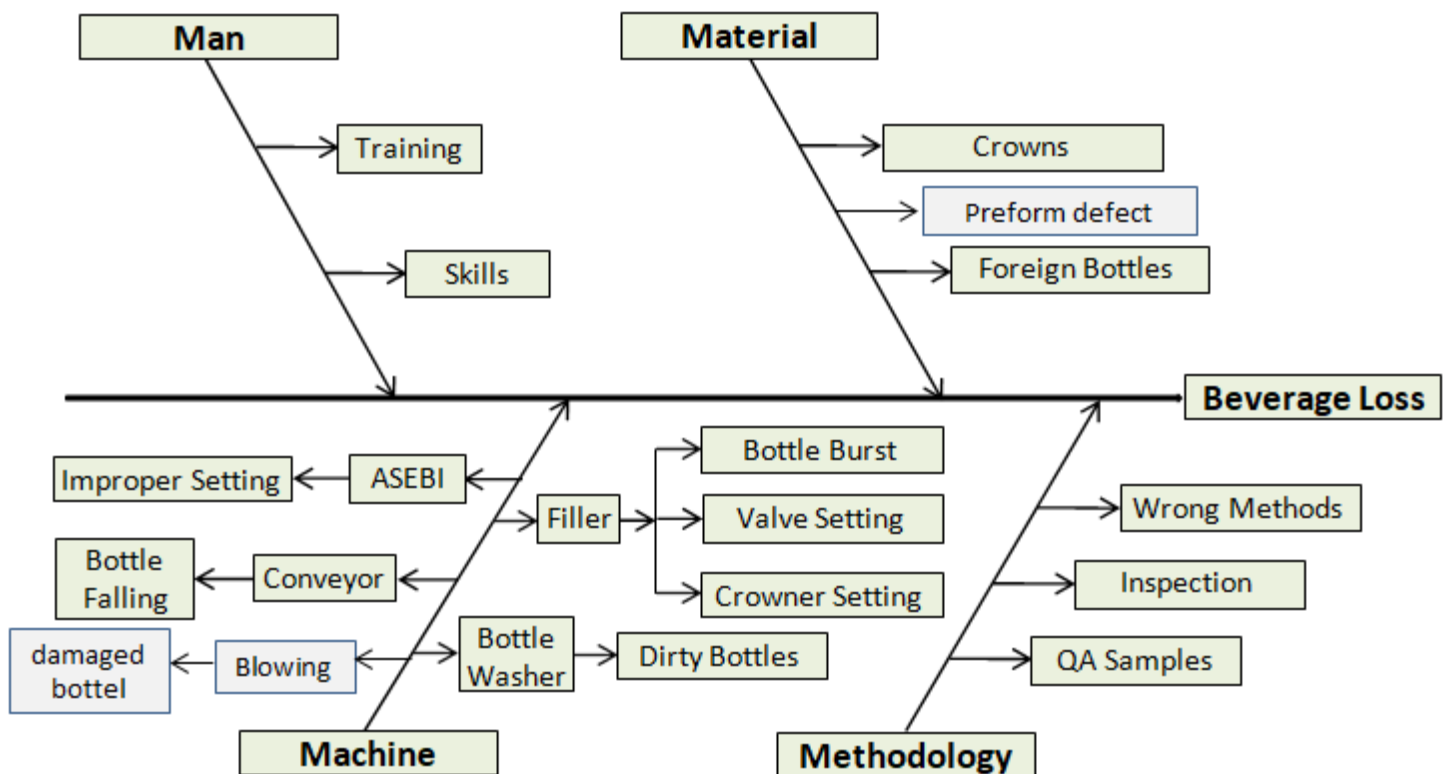 Man
Material
Training
Crowns
Preform defect
Skills
Foreign Bottles
Beverage Loss
Bottle Burst
Improper Setting
ASEBI
Filler
Valve Setting
Wrong Methods
Bottle
Falling
Conveyor
Crowner Setting
Inspection
damaged
bottel
Blowing
Bottle
Washer
Dirty Bottles
QA Samples
Machine
Methodology